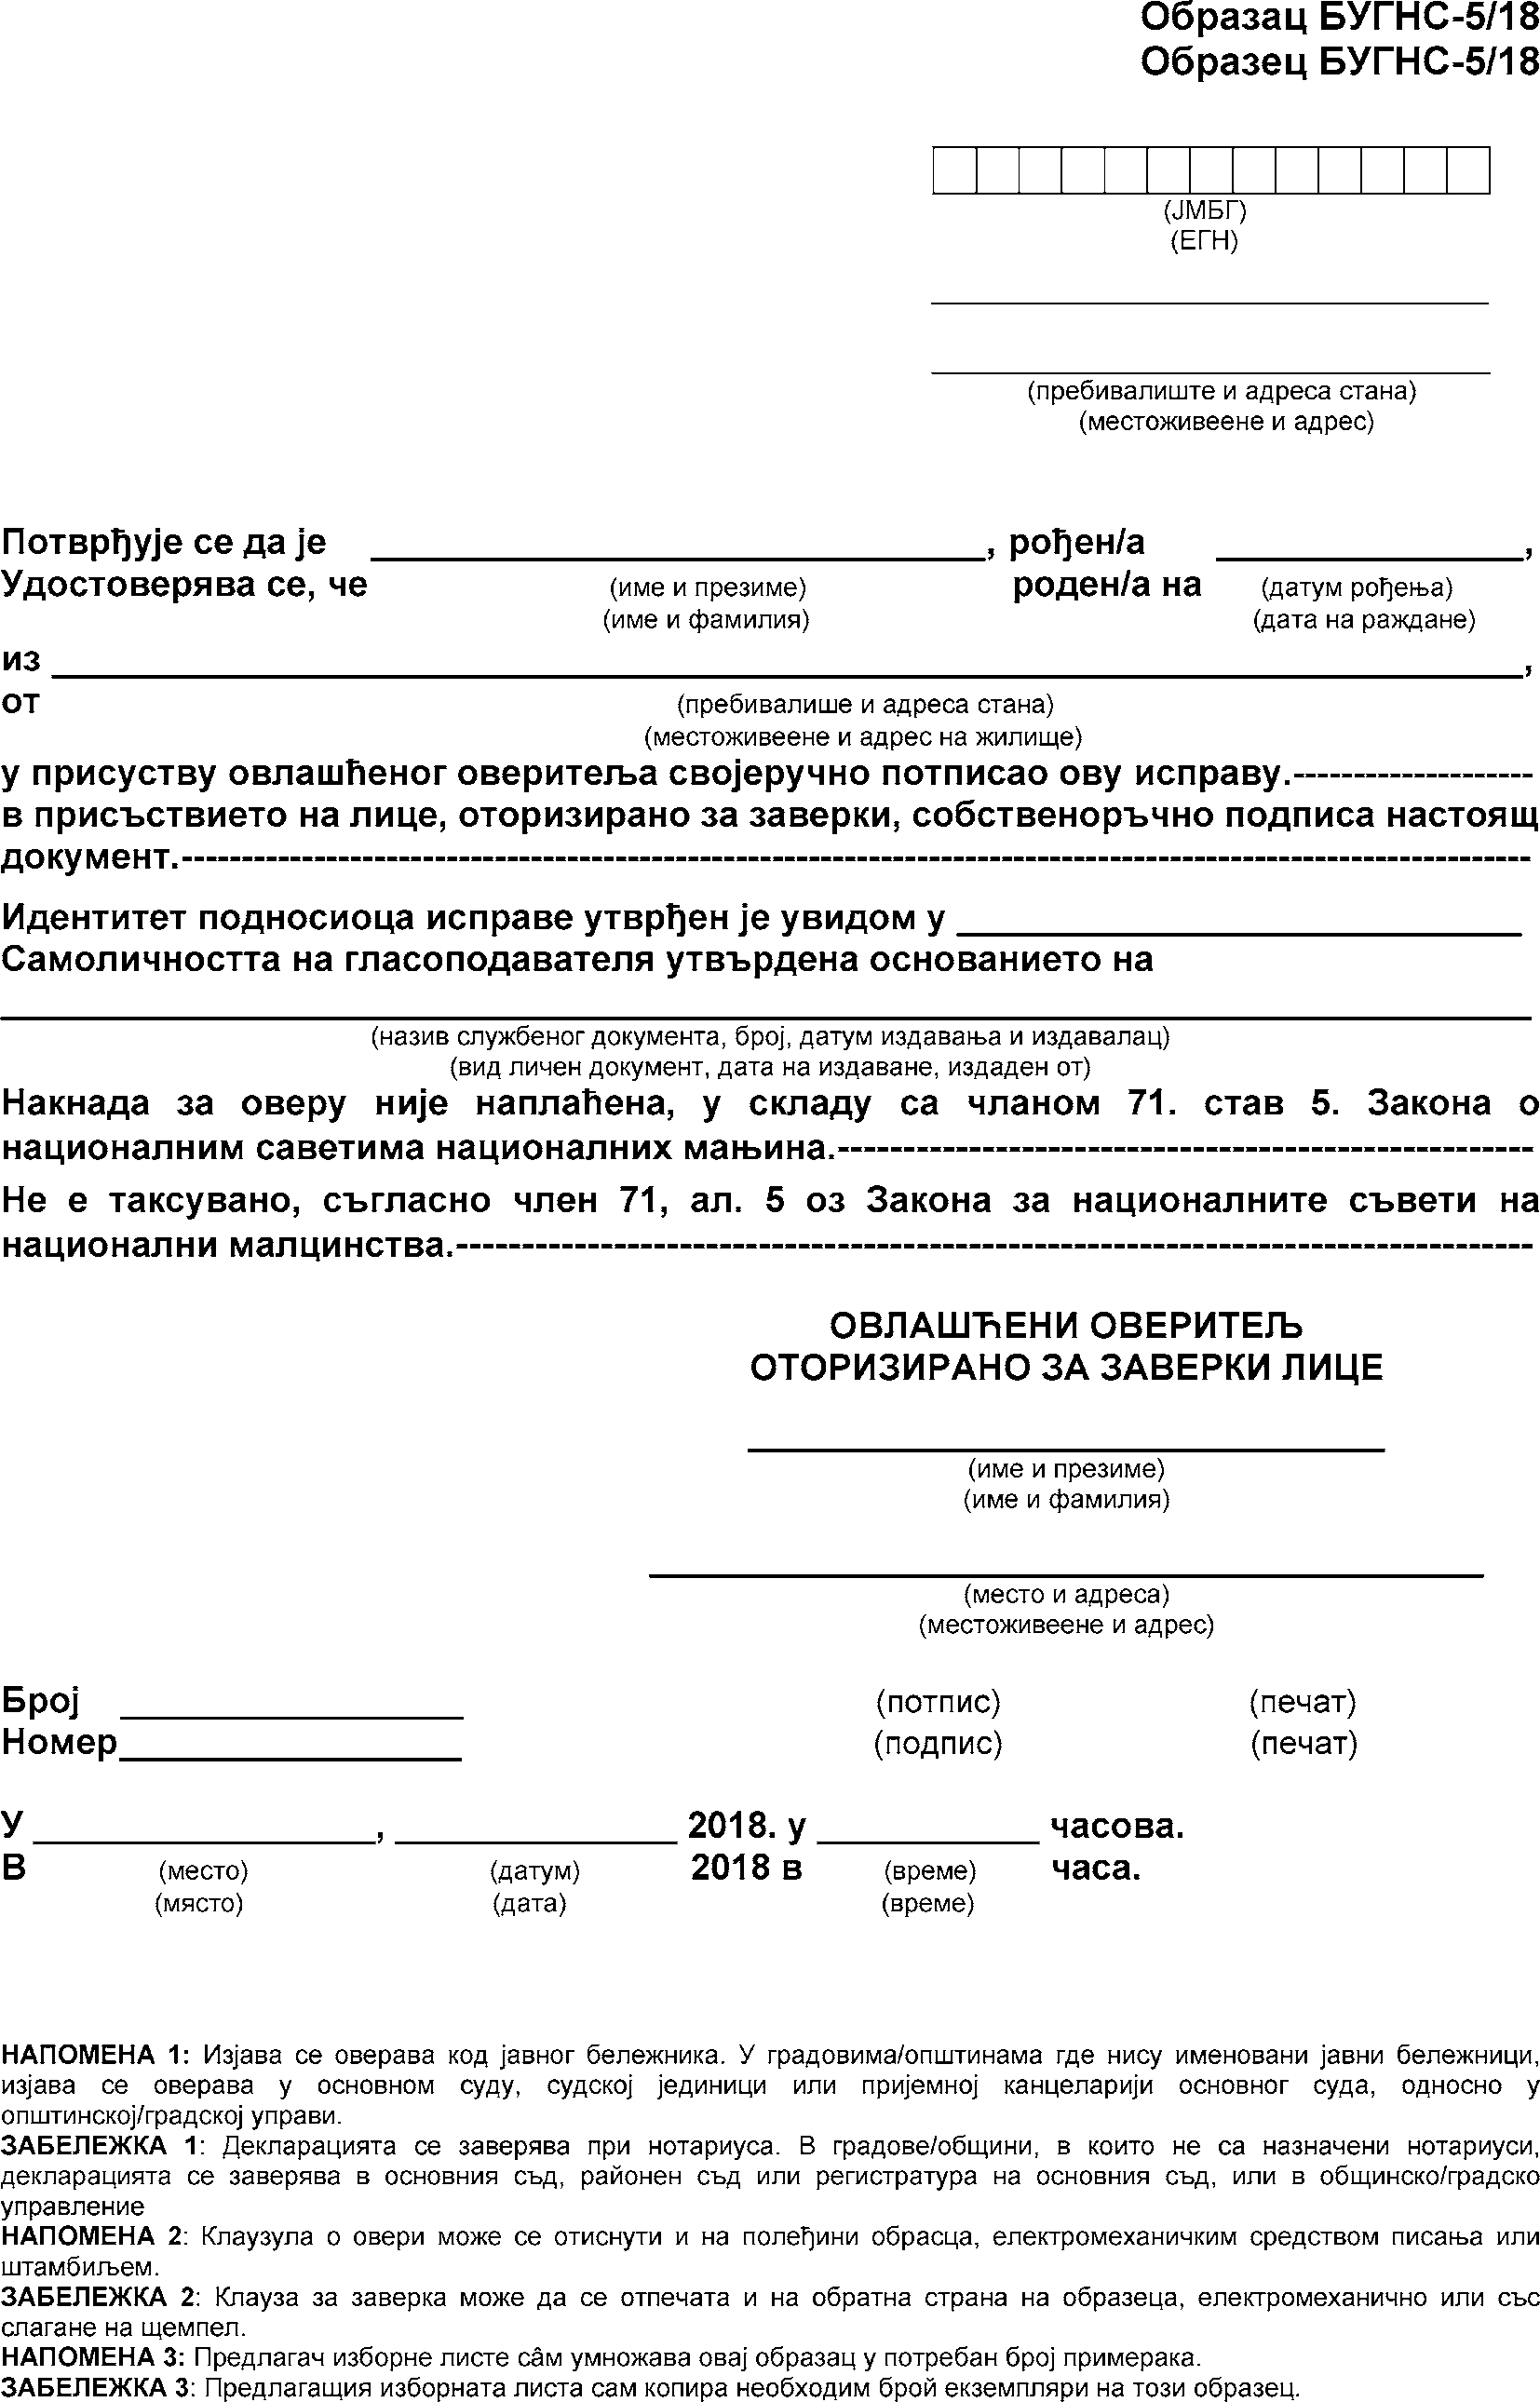 Образац БУГНС-5/18
Образец БУГНС-5/18
(ЈМБГ)
(ЕГН)
(пребивалиште и адреса стана)
(местоживеене и адрес)
Потврђује се да је ____________, рођен/а ____________,
Удостоверява се, че (име и презиме) роден/а на (датум рођења)
(име и фамилия) (дата на раждане)
из ____________,
от (пребивалише и адреса стана)
(местоживеене и адрес на жилище)
у присуству овлашћеног оверитеља својеручно потписао ову исправу.--------------------
в присъствието на лице, оторизирано за заверки, собственоръчно подписа настоящ
документ.----------------------------------------
Идентитет подносиоца исправе утврђен је увидом у ____________
Самоличността на гласоподавателя утвърдена основанието на
(назив службеног документа, број, датум издавања и издавалац)
(вид личен документ, дата на издаване, издаден от)
Накнада за оверу није наплаћена, у складу са чланом 71. став 5. Закона о
националним саветима националних мањина.----------------------------------------
Не е таксувано, съгласно член 71, ал. 5 оз Закона за националните съвети на
национални малцинства.----------------------------------------
ОВЛАШЋЕНИ ОВЕРИТЕЉ
ОТОРИЗИРАНО ЗА ЗАВЕРКИ ЛИЦЕ
(име и презиме)
(име и фамилия)
(место и адреса)
(местоживеене и адрес)
Број ____________ (потпис) (печат)
Номер____________ (подпис) (печат)
У ____________, ____________ 2018. у ____________ часова.
В (место) (датум) 2018 в (време) часа.
(място) (дата) (време)
НАПОМЕНА 1: Изјава се оверава код јавног бележника. У градовима/општинама где нису именовани јавни бележници,
изјава се оверава у основном суду, судској јединици или пријемној канцеларији основног суда, односно у
општинској/градској управи.
ЗАБЕЛЕЖКА 1: Декларацията се заверява при нотариуса. В градове/общини, в които не са назначени нотариуси,
декларацията се заверява в основния съд, районен съд или регистратура на основния съд, или в общинско/градско
управление
НАПОМЕНА 2: Клаузула о овери може се отиснути и на полеђини обрасца, електромеханичким средством писања или
штамбиљем.
ЗАБЕЛЕЖКА 2: Клауза за заверка може да се отпечата и на обратна страна на образеца, електромеханично или със
слагане на щемпел.
НАПОМЕНА 3: Предлагач изборне листе сâм умножава овај образац у потребан број примерака.
ЗАБЕЛЕЖКА 3: Предлагащия изборната листа сам копира необходим брой екземпляри на този образец.